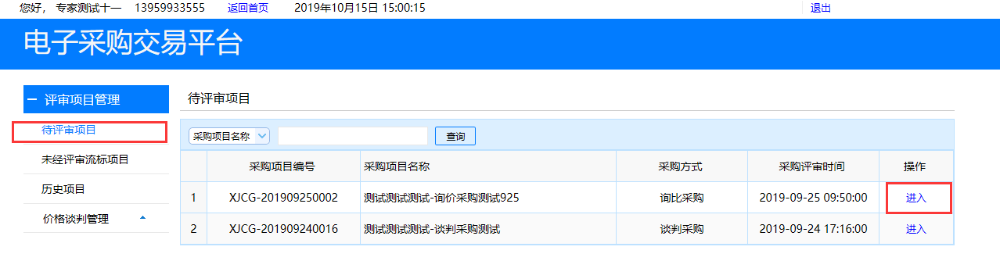 您好， 专家测试十一 13959933555 返回首页 2019年10月15日 15:00:15 退出
电子采购交易平台
评审项目管理
待评审项目
未经评审流标项目
历史项目
价格谈判管理
待评审项目
采购项目名称 查询
采购项目编号 采购项目名称 采购方式 采购评审时间 操作
1 XJCG-201909250002 测试测试测试-询价采购测试925 询比采购 2019-09-25 09:50:00 进入
2 XJCG-201909240016 测试测试测试-谈判采购测试 谈判采购 2019-09-24 17:16:00 进入